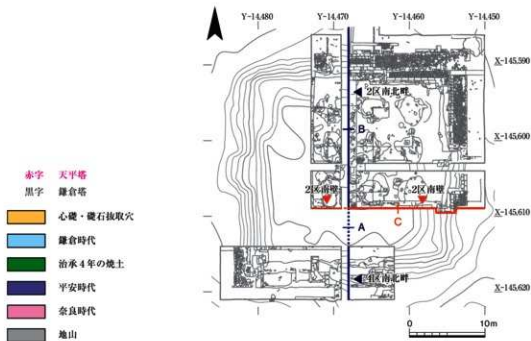 Y-14,480
Y-14,470
Y-14,460
Y-14,450
X-145,590
2区南北畔
B
X-145,600
赤字 天平塔
黒字 鎌倉塔
2区南壁
2区南壁
心礎・礎石抜取穴
C
X-145,610
鎌倉時代
A
治承4年の焼土
平安時代
1区南北畔
X-145,620
奈良時代
地山
0
10m